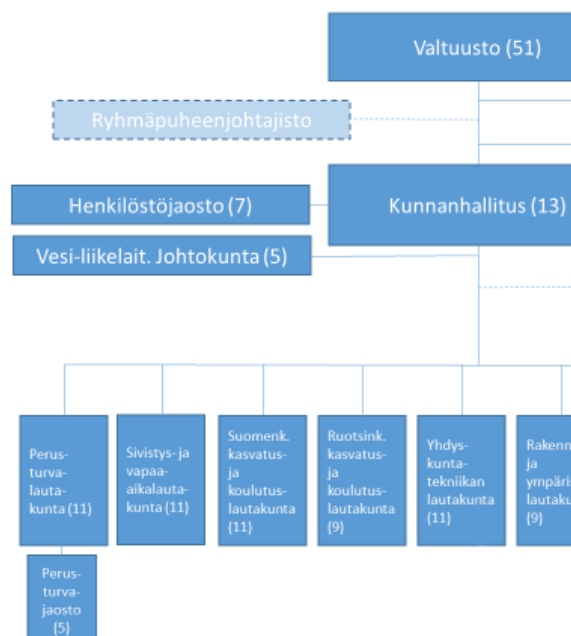 Valtuusto (51)
Ryhmäpuheenjohtajisto
Henkilöstöjaosto (7)
Kunnanhallitus (13)
Vesi-liikelait. Johtokunta (5)
Perus-
turva-
lauta-
kunta (11)
Sivistys- ja
vapaa-
aikalauta-
kunta (11)
Suomenk.
kasvatus-
ja
koulutus-
lautakunta
(11)
Ruotsink.
kasvatus-
ja
koulutus-
lautakunta
(9)
Yhdys-
kunta-
tekniikan
lautakunta
(11)
ja
(9)
Perus-
turva-
jaosto
(5)